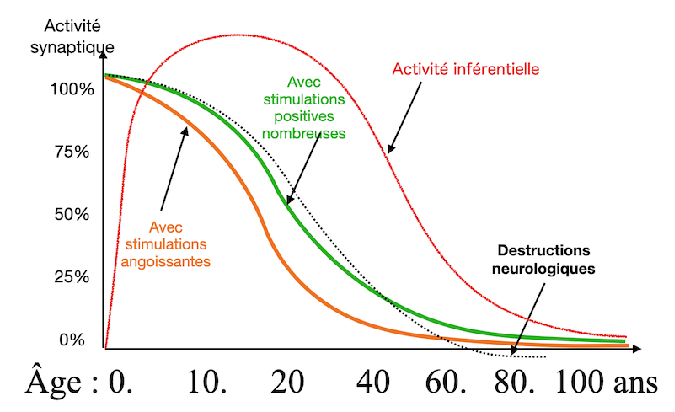 Activité
synaptique
Activité inférentielle
Avec
stimulations
positives
nombreuses
100%
75%
50%
Avec
stimulations
angoissantes
Destructions
neurologiques
25%
0%
Âge : 0. 10. 20 40 60. 80. 100 ans